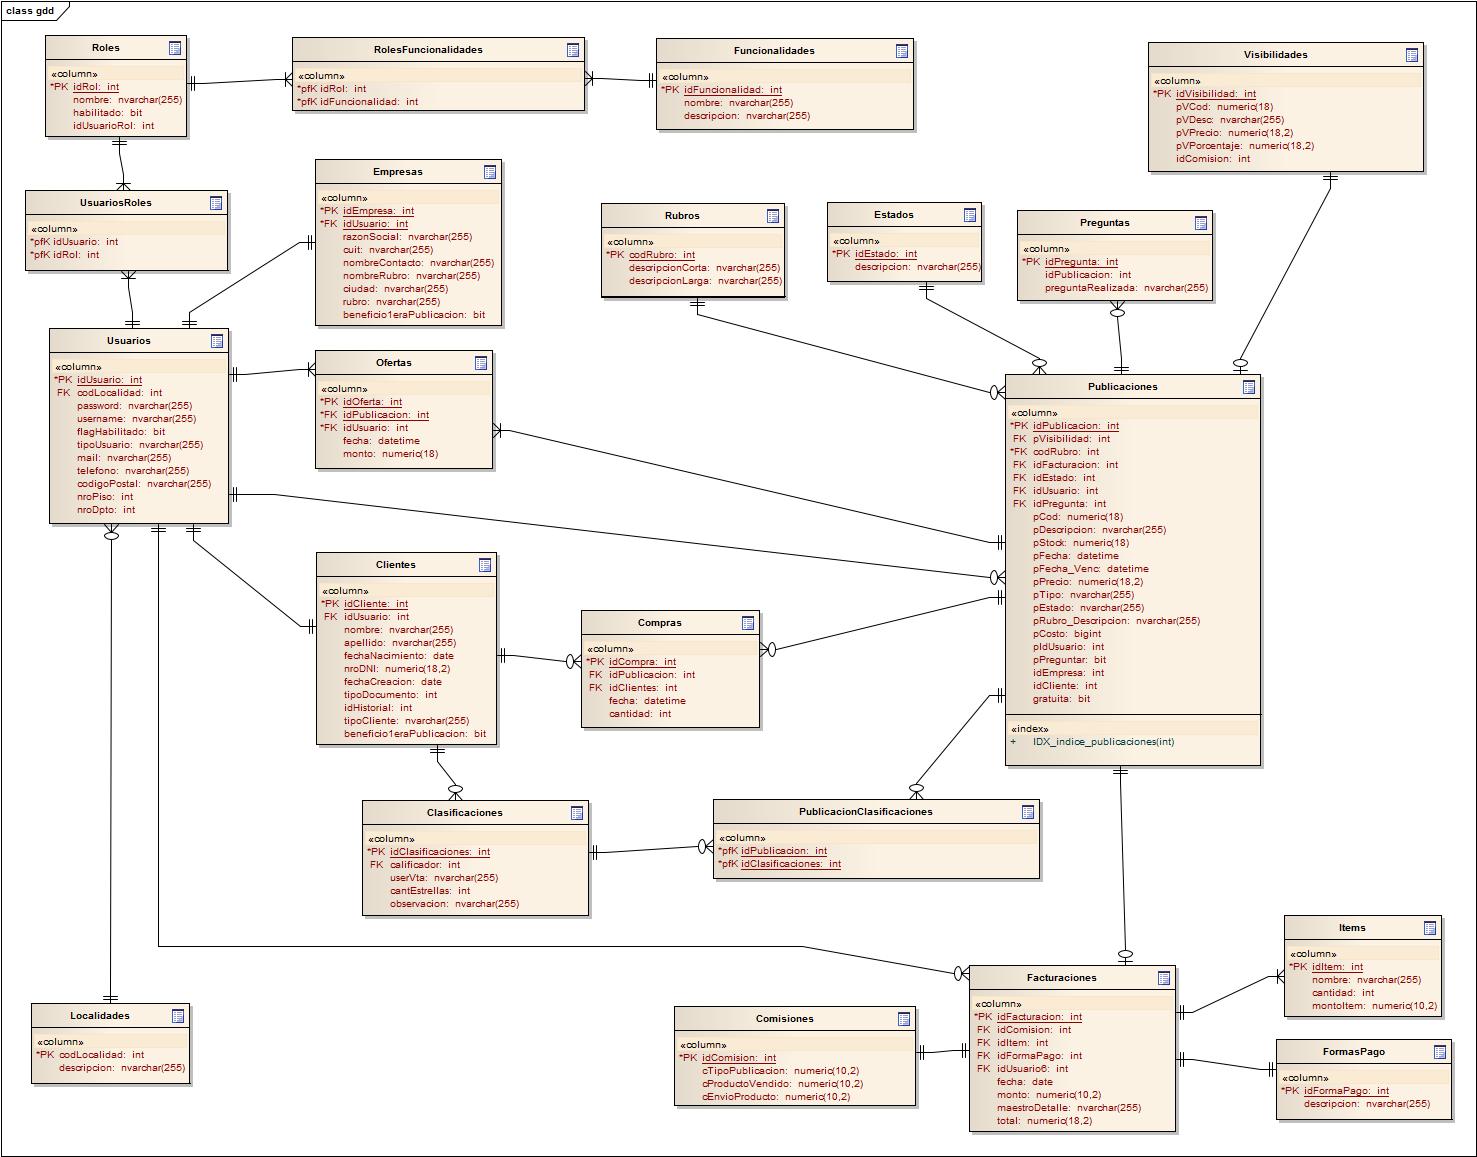 class gdd
Roles
«column»
*PK idRol: int
nombre: nvarchar(255)
habilitado: bit
idUsuarioRol: int
RolesFuncionalidades
«column»
*pfK idRol: int
*pfK idFuncionalidad: int
Funcionalidades
«column»
*PK idFuncionalidad: int
nombre: nvarchar(255)
descripcion: nvarchar(255)
Visibilidades
«column»
*PK idVisibilidad: int
pVCod: numeric(18)
pVDesc: nvarchar(255)
pVPrecio: numeric(18,2)
pVPorcentaje: numeric(18,2)
idComision: int
UsuariosRoles
«column»
*pfK idUsuario: int
*pfK idRol: int
Empresas
«column»
*PK idEmpresa: int
*FK idUsuario: int
razonSocial: nvarchar(255)
cuit: nvarchar(255)
nombreContacto: nvarchar(255)
nombreRubro: nvarchar(255)
ciudad: nvarchar(255)
rubro: nvarchar(255)
beneficio1eraPublicacion: bit
Rubros
«column»
*PK codRubro: int
descripcionCorta: nvarchar(255)
descripcionLarga: nvarchar(255)
Estados
«column»
*PK idEstado: int
descripcion: nvarchar(255)
Preguntas
«column»
*PK idPregunta: int
idPublicacion: int
preguntaRealizada: nvarchar(255)
Usuarios
«column»
*PK idUsuario: int
FK codLocalidad: int
password: nvarchar(255)
username: nvarchar(255)
flagHabilitado: bit
tipoUsuario: nvarchar(255)
mail: nvarchar(255)
telefono: nvarchar(255)
codigoPostal: nvarchar(255)
nroPiso: int
nroDpto: int
Ofertas
«column»
*PK idOferta: int
*FK idPublicacion: int
*FK idUsuario: int
fecha: datetime
monto: numeric(18)
Publicaciones
«column»
*PK idPublicacion: int
FK pVisibilidad: int
*FK codRubro: int
FK idFacturacion: int
FK idEstado: int
FK idUsuario: int
FK idPregunta: int
pCod: numeric(18)
pDescripcion: nvarchar(255)
pStock: numeric(18)
pFecha: datetime
pFecha_Venc: datetime
pPrecio: numeric(18,2)
pTipo: nvarchar(255)
pEstado: nvarchar(255)
pRubro_Descripcion: nvarchar(255)
pCosto: bigint
pIdUsuario: int
pPreguntar: bit
idEmpresa: int
idCliente: int
gratuita: bit
«index»
+ IDX_indice_publicaciones(int)
Clientes
«column»
*PK idCliente: int
FK idUsuario: int
nombre: nvarchar(255)
apellido: nvarchar(255)
fechaNacimiento: date
nroDNI: numeric(18,2)
fechaCreacion: date
tipoDocumento: int
idHistorial: int
tipoCliente: nvarchar(255)
beneficio1eraPublicacion: bit
Compras
«column»
*PK idCompra: int
FK idPublicacion: int
FK idClientes: int
fecha: datetime
cantidad: int
Clasificaciones
«column»
*PK idClasificaciones: int
FK calificador: int
userVta: nvarchar(255)
cantEstrellas: int
observacion: nvarchar(255)
PublicacionClasificaciones
«column»
*pfK idPublicacion: int
*pfK idClasificaciones: int
Localidades
«column»
*PK codLocalidad: int
descripcion: nvarchar(255)
Comisiones
«column»
*PK idComision: int
cTipoPublicacion: numeric(10,2)
cProductoVendido: numeric(10,2)
cEnvioProducto: numeric(10,2)
Facturaciones
«column»
*PK idFacturacion: int
FK idComision: int
FK idItem: int
FK idFormaPago: int
FK idUsuario6: int
fecha: date
monto: numeric(10,2)
maestroDetalle: nvarchar(255)
total: numeric(18,2)
Items
«column»
*PK idItem: int
nombre: nvarchar(255)
cantidad: int
montoItem: numeric(10,2)
FormasPago
«column»
*PK idFormaPago: int
descripcion: nvarchar(255)